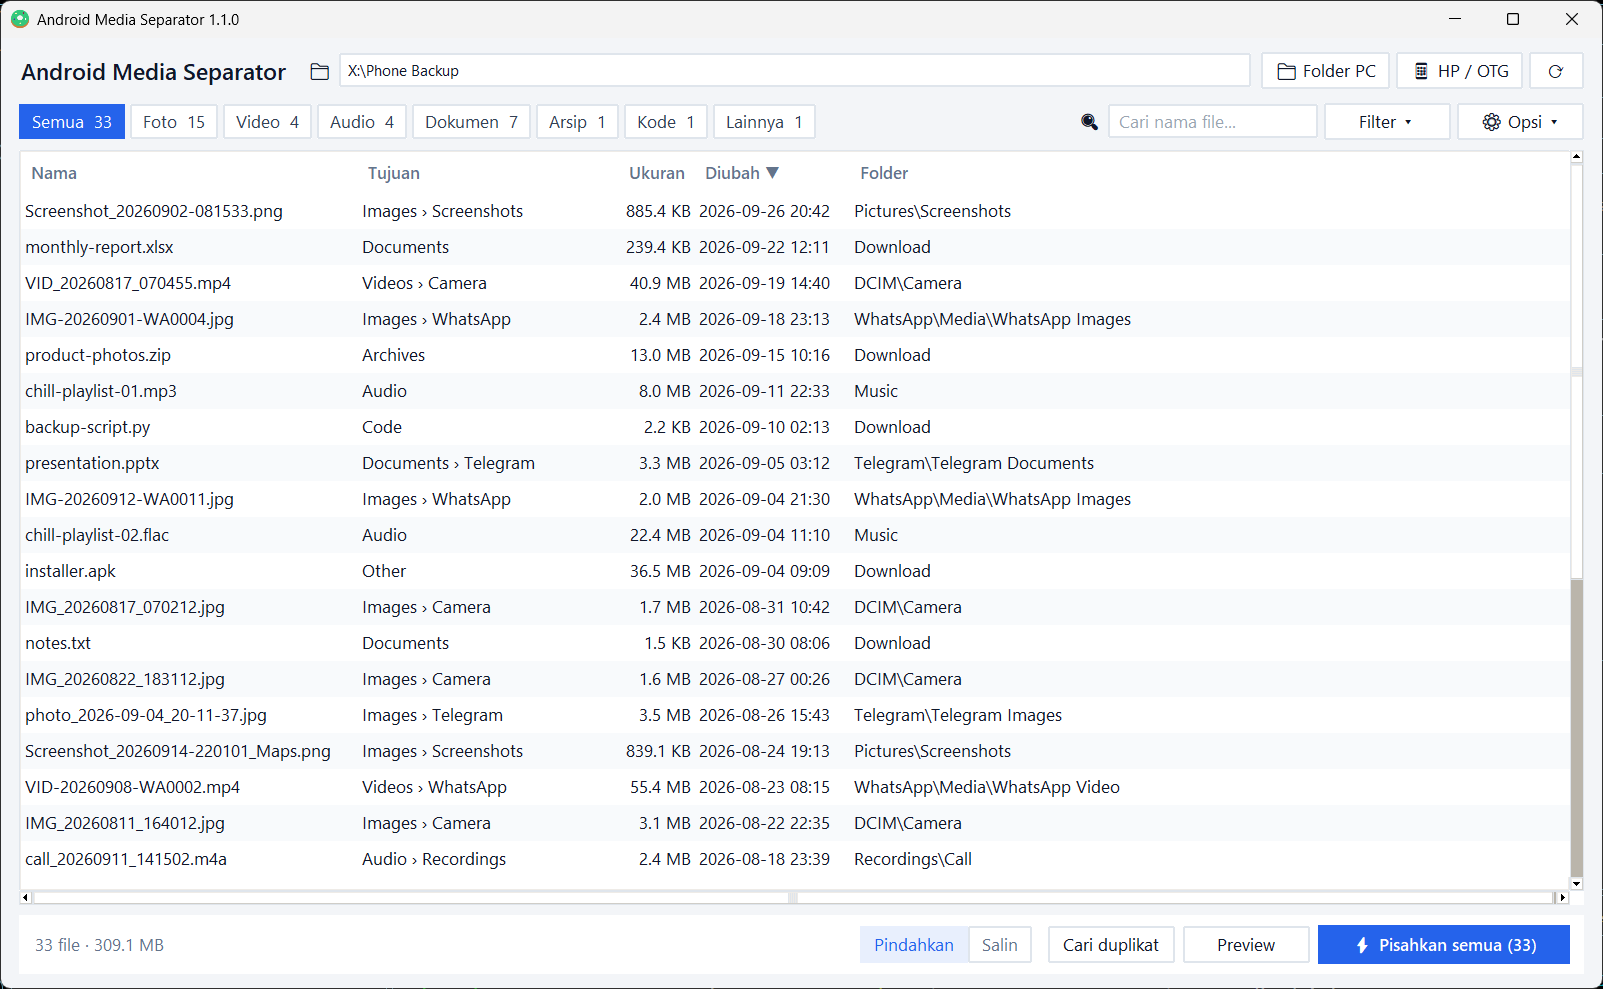 Android Media Separator 1.1.0
Android Media Separator X:\Phone Backup Folder PC HP / OTG
Semua 33 Foto 15 Video 4 Audio 4 Dokumen 7 Arsip 1 Kode 1 Lainnya 1 Cari nama file... Filter Opsi
Nama Tujuan Ukuran Diubah Folder
Screenshot_20260902-081533.png Images › Screenshots 885.4 KB 2026-09-26 20:42 Pictures\Screenshots
monthly-report.xlsx Documents 239.4 KB 2026-09-22 12:11 Download
VID_20260817_070455.mp4 Videos › Camera 40.9 MB 2026-09-19 14:40 DCIM\Camera
IMG-20260901-WA0004.jpg Images › WhatsApp 2.4 MB 2026-09-18 23:13 WhatsApp\Media\WhatsApp Images
product-photos.zip Archives 13.0 MB 2026-09-15 10:16 Download
chill-playlist-01.mp3 Audio 8.0 MB 2026-09-11 22:33 Music
backup-script.py Code 2.2 KB 2026-09-10 02:13 Download
presentation.pptx Documents › Telegram 3.3 MB 2026-09-05 03:12 Telegram\Telegram Documents
IMG-20260912-WA0011.jpg Images › WhatsApp 2.0 MB 2026-09-04 21:30 WhatsApp\Media\WhatsApp Images
chill-playlist-02.flac Audio 22.4 MB 2026-09-04 11:10 Music
installer.apk Other 36.5 MB 2026-09-04 09:09 Download
IMG_20260817_070212.jpg Images › Camera 1.7 MB 2026-08-31 10:42 DCIM\Camera
notes.txt Documents 1.5 KB 2026-08-30 08:06 Download
IMG_20260822_183112.jpg Images › Camera 1.6 MB 2026-08-27 00:26 DCIM\Camera
photo_2026-09-04_20-11-37.jpg Images › Telegram 3.5 MB 2026-08-26 15:43 Telegram\Telegram Images
Screenshot_20260914-220101_Maps.png Images › Screenshots 839.1 KB 2026-08-24 19:13 Pictures\Screenshots
VID-20260908-WA0002.mp4 Videos › WhatsApp 55.4 MB 2026-08-23 08:15 WhatsApp\Media\WhatsApp Video
IMG_20260811_164012.jpg Images › Camera 3.1 MB 2026-08-22 22:35 DCIM\Camera
call_20260911_141502.m4a Audio › Recordings 2.4 MB 2026-08-18 23:39 Recordings\Call
33 file · 309.1 MB Pindahkan Salin Cari duplikat Preview Pisahkan semua (33)